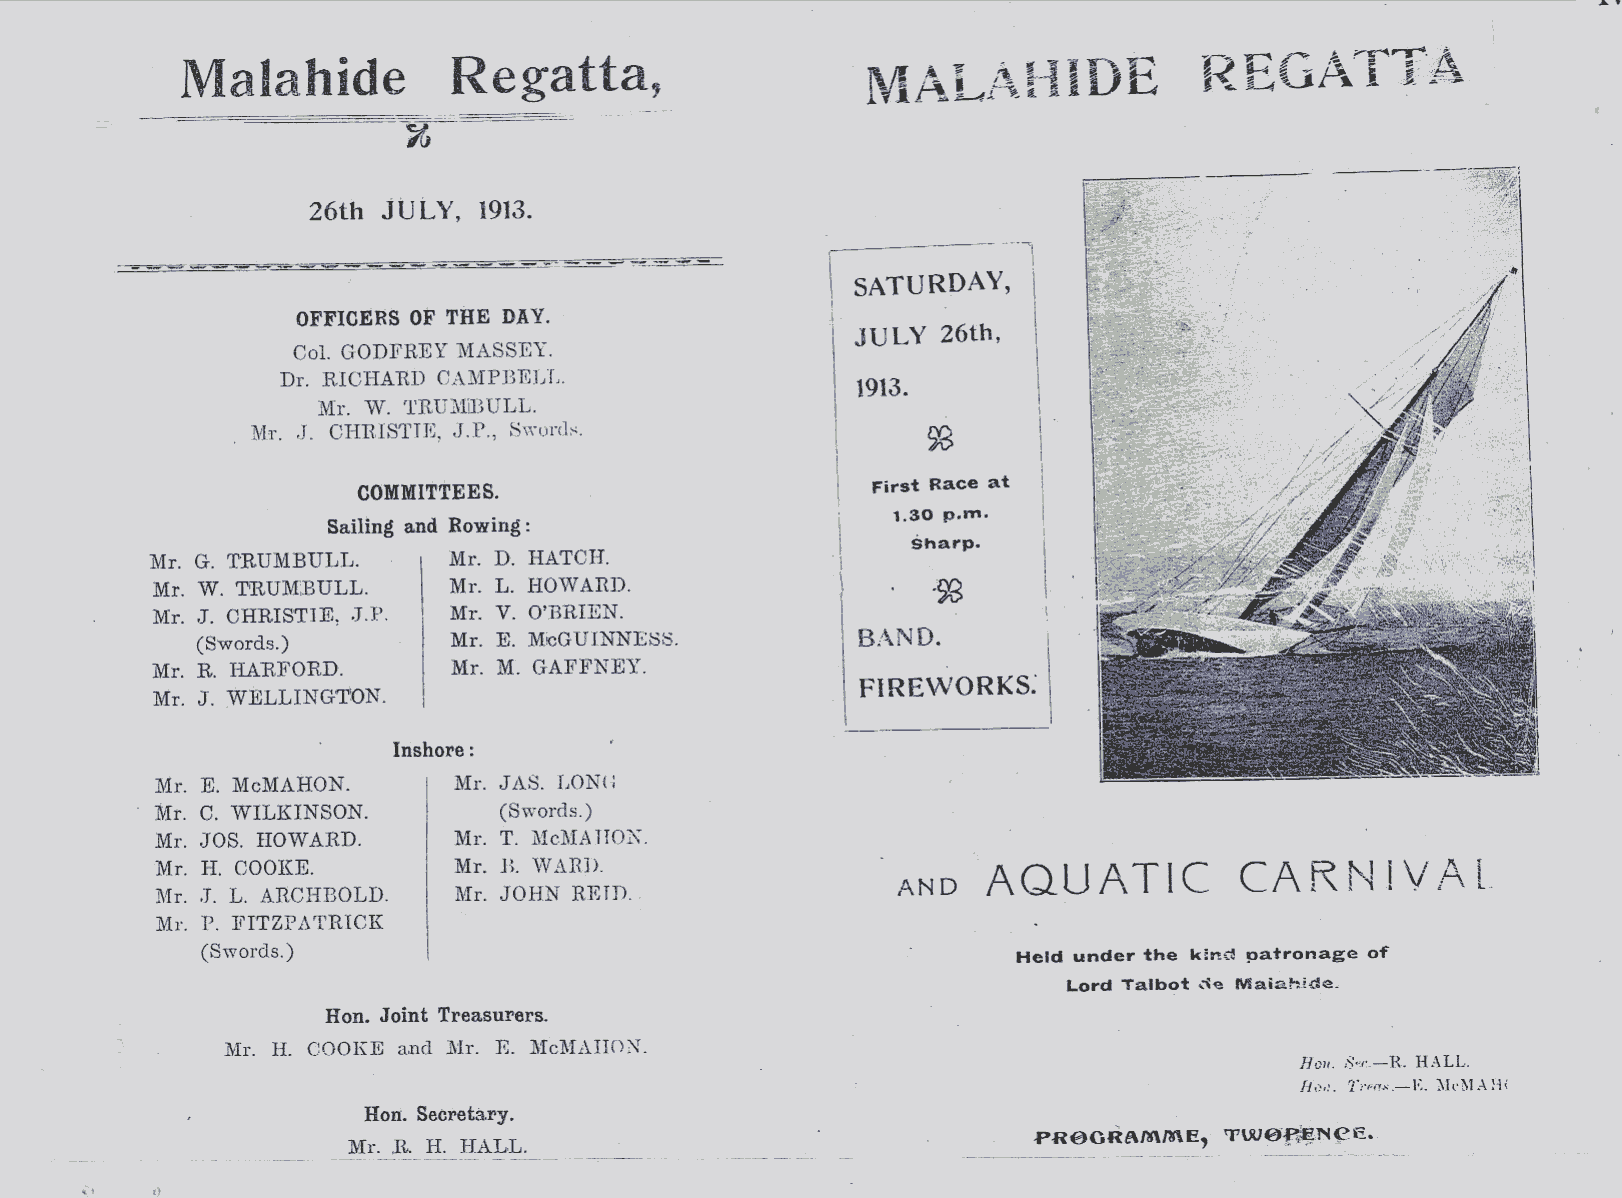 Malahide Regatta,
26th JULY, 1913.
OFFICERS OF THE DAY.
Col. GODFREY MASSEY.
Dr. RICHARD CAMPBELL.
Mr. W. TRUMBULL.
Mr. J. CHRISTIE, J.P., Swords.
COMMITTEES.
Sailing and Rowing:
Mr. G. TRUMBULL.
Mr. W. TRUMBULL.
Mr. J. CHRISTIE, J.P.
(Swords.)
Mr. R. HARFORD.
Mr. J. WELLINGTON.
Mr. D. HATCH.
Mr. L. HOWARD.
Mr. V. O'BRIEN.
Mr. E. McGUINNESS.
Mr. M. GAFFNEY.
Inshore:
Mr. E. McMAHON.
Mr. C. WILKINSON.
Mr. JOS. HOWARD.
Mr. H. COOKE.
Mr. J. L. ARCHBOLD.
Mr. P. FITZPATRICK
(Swords.)
Mr. JAS. LONG
(Swords.)
Mr. T. McMAHON.
Mr. B. WARD.
Mr. JOHN REID.
Hon. Joint Treasurers.
Mr. H. COOKE and Mr. E. McMAHON.
Hon. Secretary.
Mr. R. H. HALL.
MALAHIDE REGATTA
SATURDAY,
JULY 26th,
1913.
First Race at
1.30 p.m.
Sharp.
BAND.
FIREWORKS.
AND AQUATIC CARNIVAL
Held under the kind patronage of
Lord Talbot de Malahide.
Hon. Sec.—R. HALL.
Hon. Treas.—E. McMAHO
PROGRAMME, TWOPENCE.